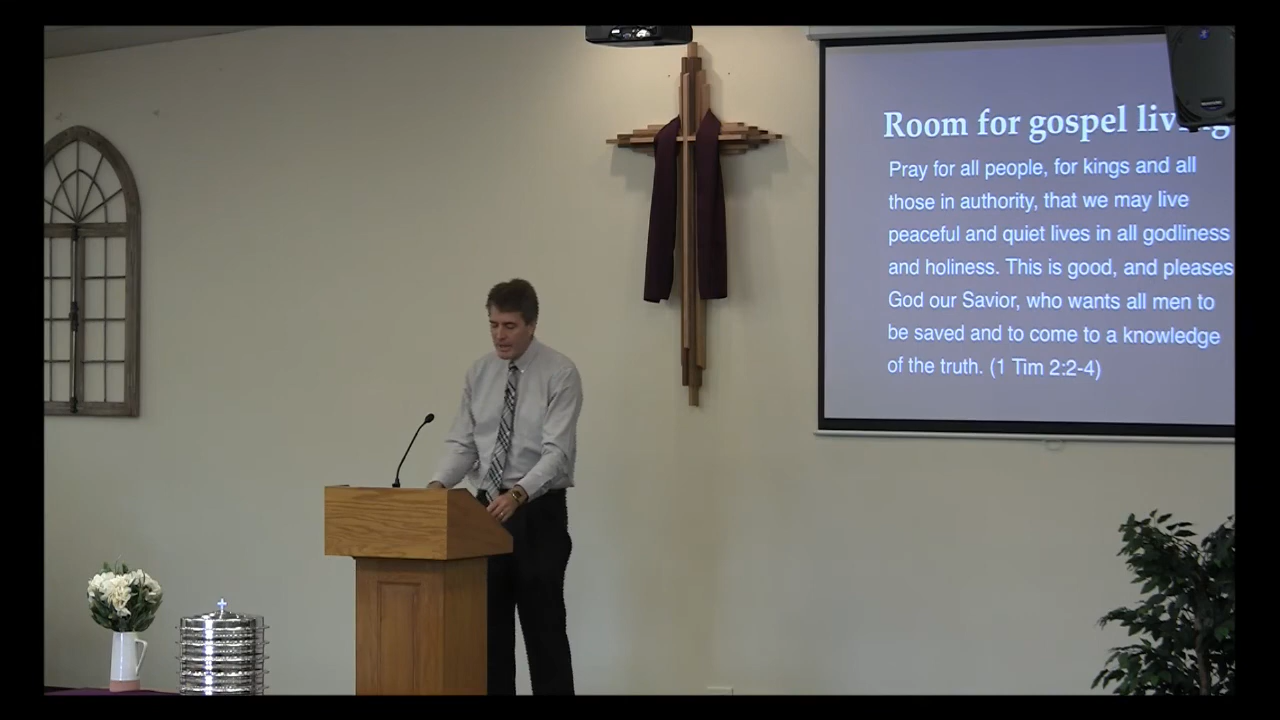 Room for gospel living
Pray for all people, for kings and all
those in authority, that we may live
peaceful and quiet lives in all godliness
and holiness. This is good, and pleases
God our Savior, who wants all men to
be saved and to come to a knowledge
of the truth. (1 Tim 2:2-4)